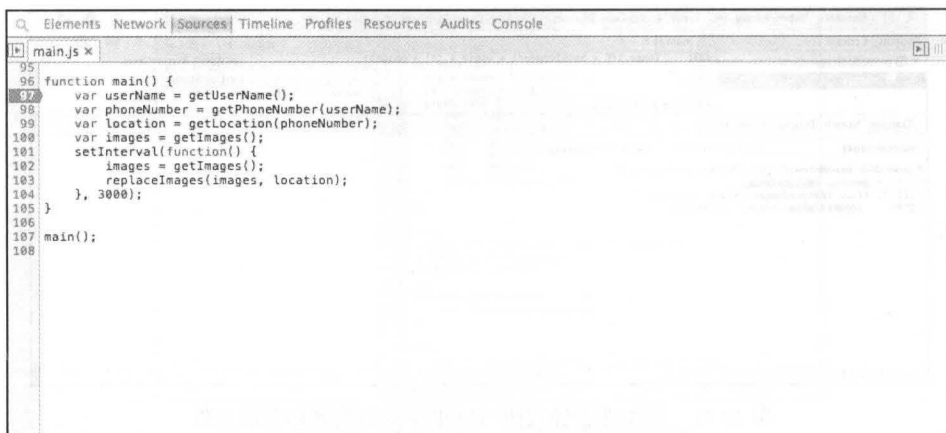 Elements Network Sources Timeline Profiles Resources Audits Console
main.js ×
95
96 function main() {
97     var userName = getUserName();
98     var phoneNumber = getPhoneNumber(userName);
99     var location = getLocation(phoneNumber);
100     var images = getImages();
101     setInterval(function() {
102         images = getImages();
103         replaceImages(images, location);
104     }, 3000);
105 }
106
107 main();
108